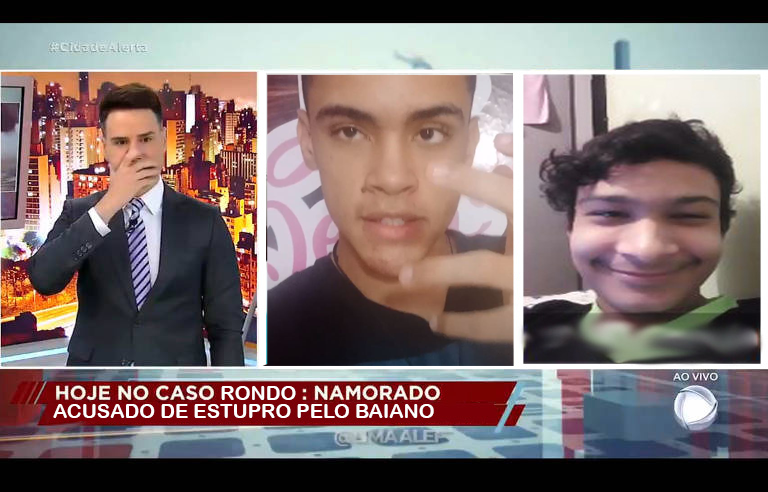 #CidadeAlerta
HOJE NO CASO RONDO : NAMORADO
ACUSADO DE ESTUPRO PELO BAIANO
AO VIVO